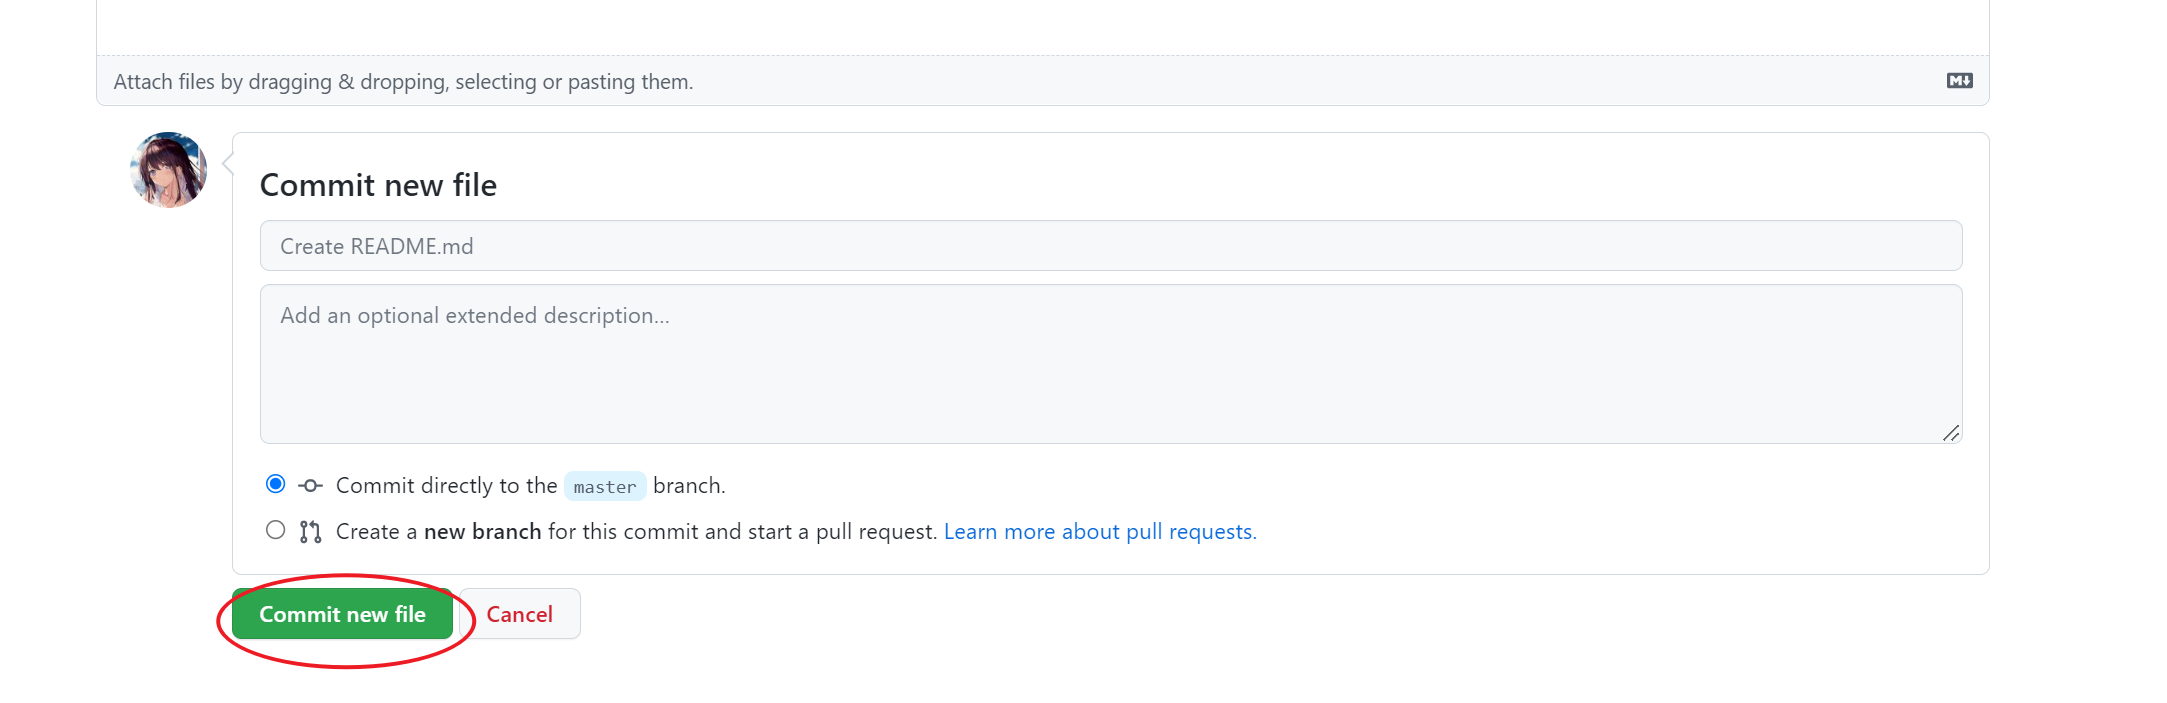 Attach files by dragging & dropping, selecting or pasting them.
M
Commit new file
Create README.md
Add an optional extended description...
Commit directly to the master branch.
Create a new branch for this commit and start a pull request. Learn more about pull requests.
Commit new file Cancel